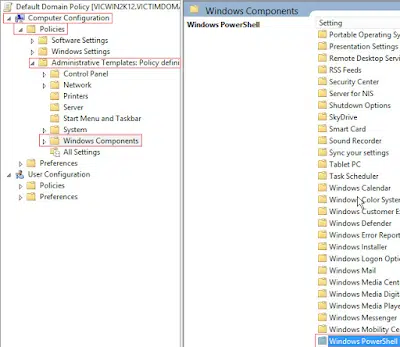 Default Domain Policy [VICWIN2K12.VICTIMDOMA
Computer Configuration
Policies
Software Settings
Windows Settings
Administrative Templates: Policy defini
Control Panel
Network
Printers
Server
Start Menu and Taskbar
System
Windows Components
All Settings
Preferences
User Configuration
Policies
Preferences
Windows Components
Windows PowerShell
Setting
Portable Operating Sy
Presentation Settings
Remote Desktop Servic
RSS Feeds
Security Center
Server for NIS
Shutdown Options
SkyDrive
Smart Card
Sound Recorder
Sync your settings
Tablet PC
Task Scheduler
Windows Calendar
Windows Color System
Windows Customer E
Windows Defender
Windows Error Report
Windows Installer
Windows Logon Optio
Windows Mail
Windows Media Cent
Windows Media Digit
Windows Media Playe
Windows Messenger
Windows Mobility Ce
Windows PowerShell